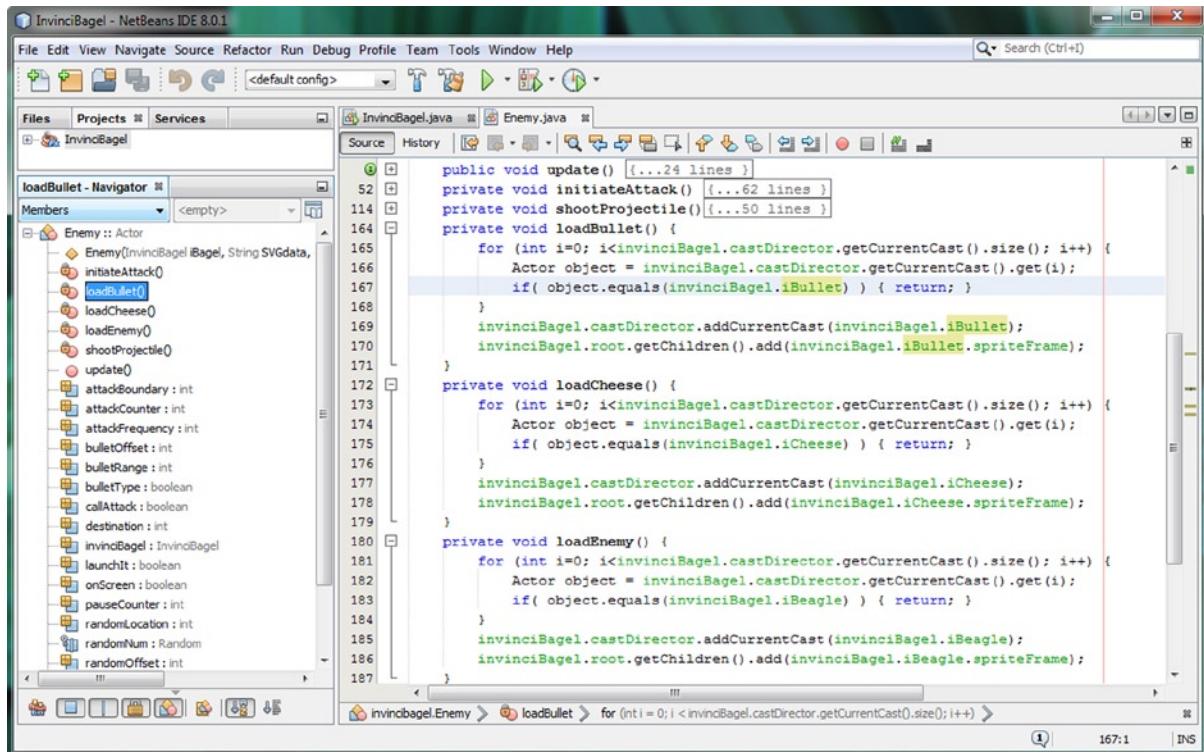 InvinciBagel - NetBeans IDE 8.0.1
File Edit View Navigate Source Refactor Run Debug Profile Team Tools Window Help
Search (Ctrl+I)
<default config>
Files Projects Services
InvinciBagel
loadBullet - Navigator
Members <empty>
Enemy :: Actor
Enemy(InvinciBagel iBagel, String SVGdata,
initiateAttack()
loadBullet()
loadCheese()
loadEnemy()
shootProjectile()
update()
attackBoundary : int
attackCounter : int
attackFrequency : int
bulletOffset : int
bulletRange : int
bulletType : boolean
callAttack : boolean
destination : int
invinciBagel : InvinciBagel
launchIt : boolean
onScreen : boolean
pauseCounter : int
randomLocation : int
randomNum : Random
randomOffset : int
InvinciBagel.java Enemy.java
Source History
public void update() {...24 lines }
52 private void initiateAttack() {...62 lines }
114 private void shootProjectile(){...50 lines }
164 private void loadBullet() {
165 for (int i=0; i<invinciBagel.castDirector.getCurrentCast().size(); i++) {
166 Actor object = invinciBagel.castDirector.getCurrentCast().get(i);
167 if( object.equals(invinciBagel.iBullet) ) { return; }
168 }
169 invinciBagel.castDirector.addCurrentCast(invinciBagel.iBullet);
170 invinciBagel.root.getChildren().add(invinciBagel.iBullet.spriteFrame);
171 }
172 private void loadCheese() {
173 for (int i=0; i<invinciBagel.castDirector.getCurrentCast().size(); i++) {
174 Actor object = invinciBagel.castDirector.getCurrentCast().get(i);
175 if( object.equals(invinciBagel.iCheese) ) { return; }
176 }
177 invinciBagel.castDirector.addCurrentCast(invinciBagel.iCheese);
178 invinciBagel.root.getChildren().add(invinciBagel.iCheese.spriteFrame);
179 }
180 private void loadEnemy() {
181 for (int i=0; i<invinciBagel.castDirector.getCurrentCast().size(); i++) {
182 Actor object = invinciBagel.castDirector.getCurrentCast().get(i);
183 if( object.equals(invinciBagel.iBeagle) ) { return; }
184 }
185 invinciBagel.castDirector.addCurrentCast(invinciBagel.iBeagle);
186 invinciBagel.root.getChildren().add(invinciBagel.iBeagle.spriteFrame);
187 }
invincibagel.Enemy loadBullet for (int i = 0; i < invinciBagel.castDirector.getCurrentCast().size(); i++)
1 167:1 INS